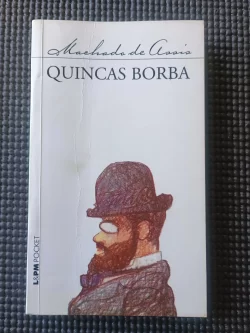 Machado de Assis
QUINCAS BORBA
L&PM POCKET